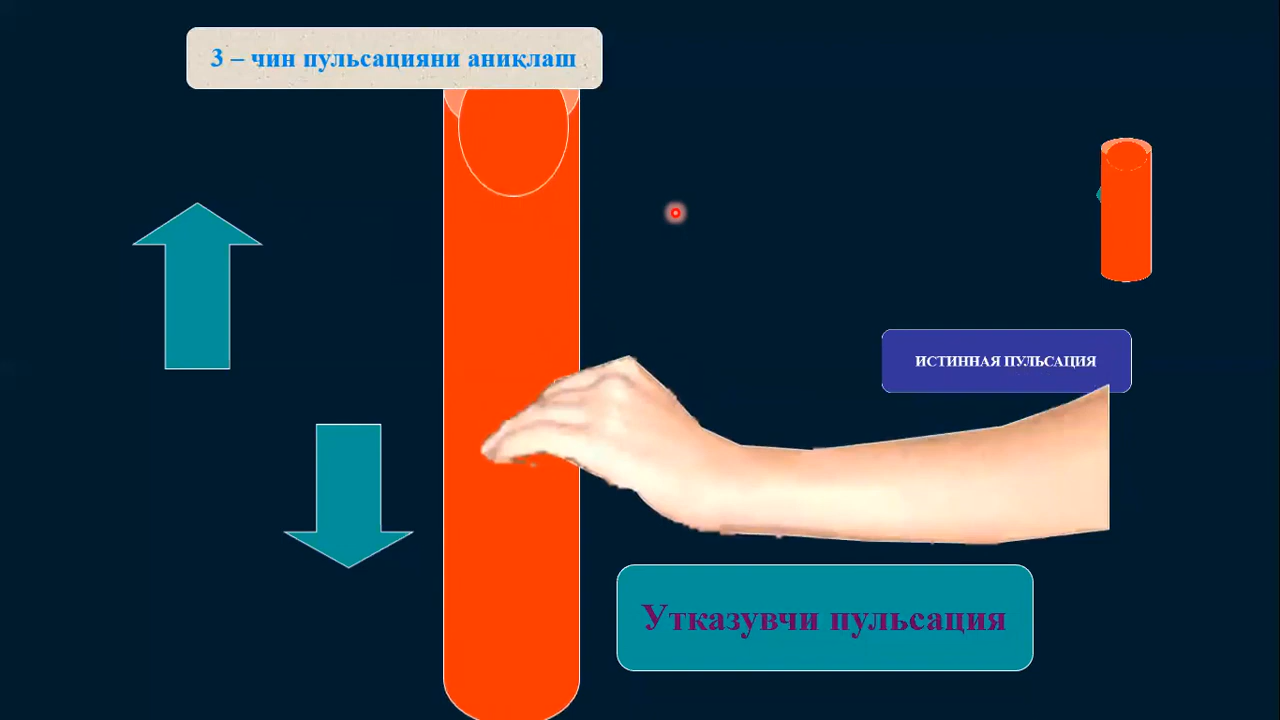 3 – чин пульсацияни аниқлаш
ИСТИННАЯ ПУЛЬСАЦИЯ
Утказувчи пульсация